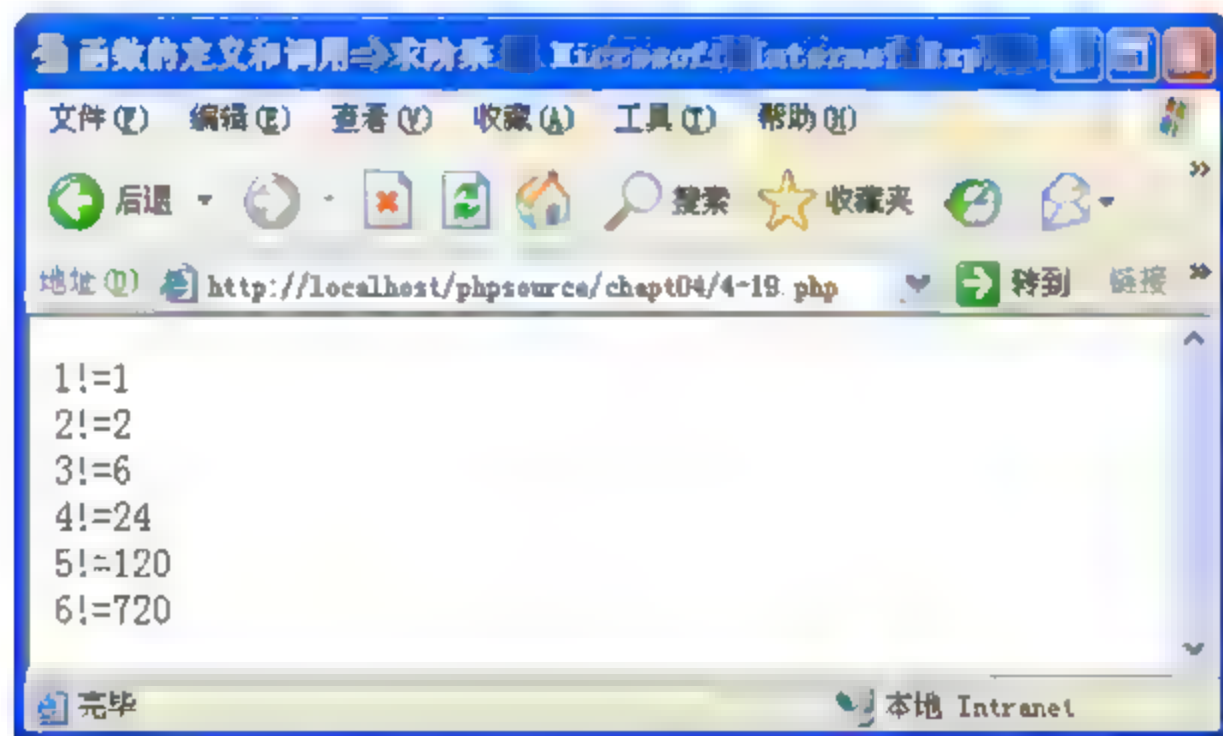 函数的定义和调用⇒求阶乘 - Microsoft Internet
文件(F) 编辑(E) 查看(V) 收藏(A) 工具(T) 帮助(H)
后退 搜索 收藏夹 »
地址(D) http://localhost/phpsource/chapt04/4-19.php 转到 链接 »
1!=1
2!=2
3!=6
4!=24
5!=120
6!=720
完毕 本地 Intranet